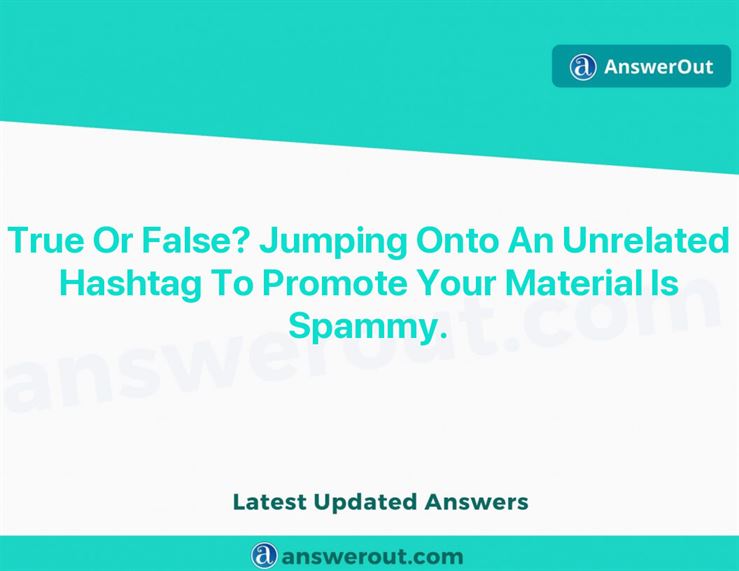 AnswerOut
True Or False? Jumping Onto An Unrelated
Hashtag To Promote Your Material Is
Spammy.
answerout.com
Latest Updated Answers
answerout.com